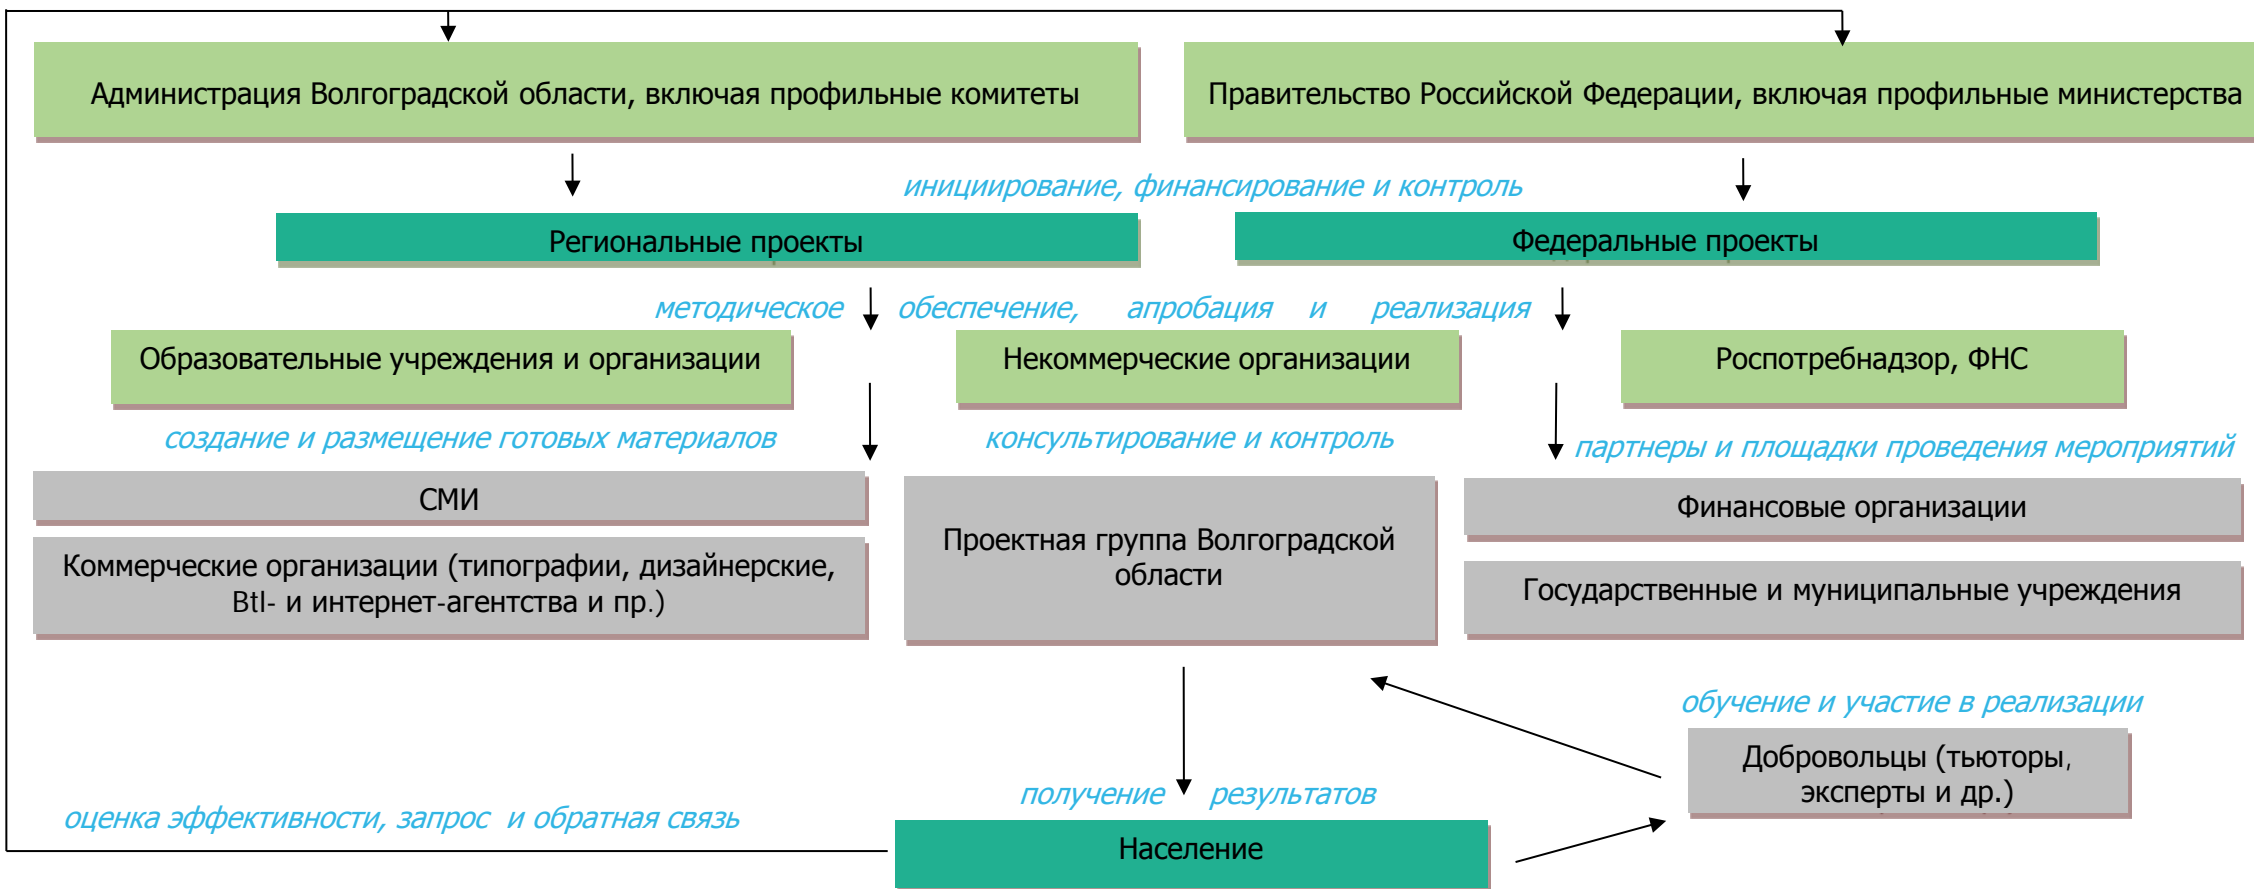 Администрация Волгоградской области, включая профильные комитеты
Правительство Российской Федерации, включая профильные министерства
инициирование, финансирование и контроль
Региональные проекты
Федеральные проекты
методическое обеспечение, апробация и реализация
Образовательные учреждения и организации
Некоммерческие организации
Роспотребнадзор, ФНС
создание и размещение готовых материалов
консультирование и контроль
партнеры и площадки проведения мероприятий
СМИ
Коммерческие организации (типографии, дизайнерские,
Btl- и интернет-агентства и пр.)
Проектная группа Волгоградской
области
Финансовые организации
Государственные и муниципальные учреждения
обучение и участие в реализации
Добровольцы (тьюторы,
эксперты и др.)
получение результатов
оценка эффективности, запрос и обратная связь
Население